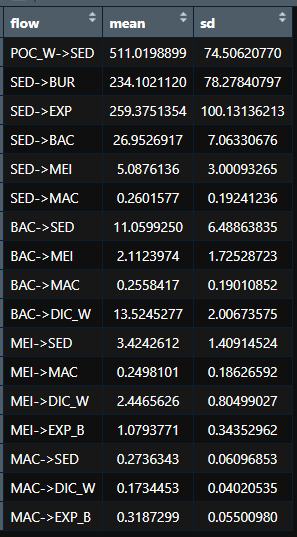 flow mean sd
POC_W->SED 511.0198899 74.50620770
SED->BUR 234.1021120 78.27840797
SED->EXP 259.3751354 100.13136213
SED->BAC 26.9526917 7.06330676
SED->MEI 5.0876136 3.00093265
SED->MAC 0.2601577 0.19241236
BAC->SED 11.0599250 6.48863835
BAC->MEI 2.1123974 1.72528723
BAC->MAC 0.2558417 0.19010852
BAC->DIC_W 13.5245277 2.00673575
MEI->SED 3.4242612 1.40914524
MEI->MAC 0.2498101 0.18626592
MEI->DIC_W 2.4465626 0.80499027
MEI->EXP_B 1.0793771 0.34352962
MAC->SED 0.2736343 0.06096853
MAC->DIC_W 0.1734453 0.04020535
MAC->EXP_B 0.3187299 0.05500980